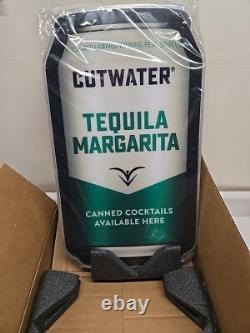 CUTWATER®
TEQUILA
MARGARITA
CANNED COCKTAILS
AVAILABLE HERE